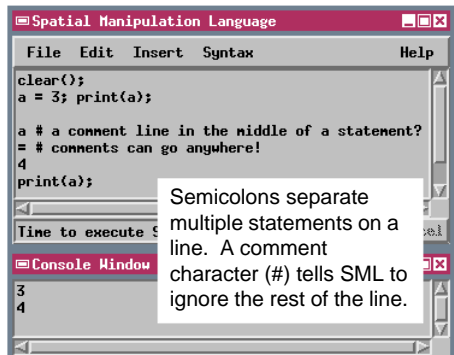 Spatial Manipulation Language
File Edit Insert Syntax Help
clear();
a = 3; print(a);
a # a comment line in the middle of a statement?
= # comments can go anywhere!
4
print(a);
Semicolons separate
multiple statements on a
line. A comment
character (#) tells SML to
ignore the rest of the line.
Time to execute
Console Window
3
4